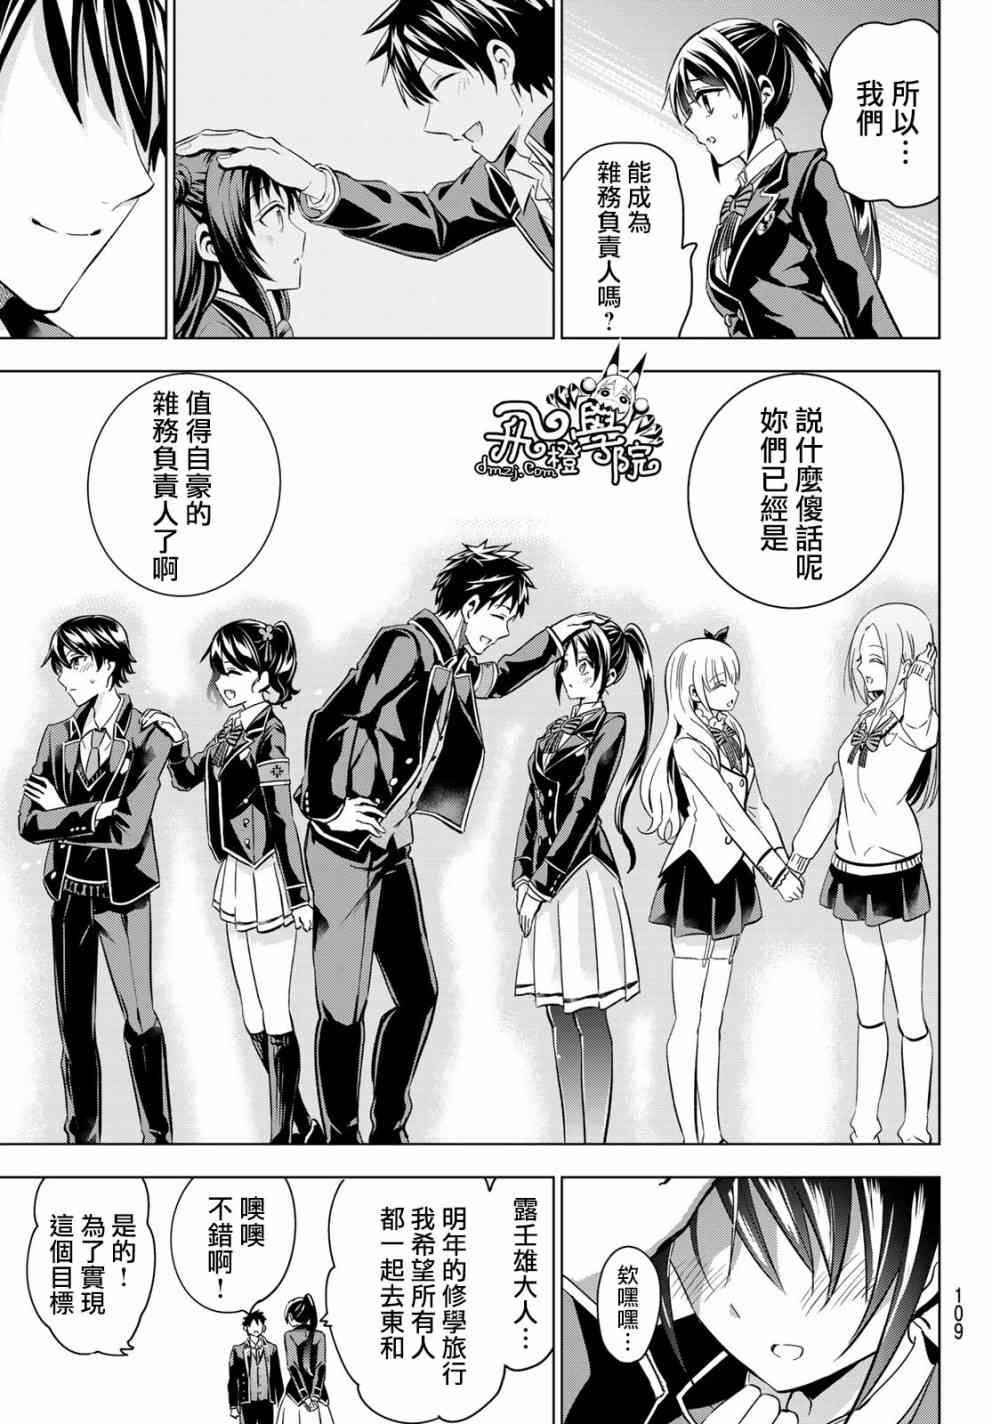 所以⋯
我們
能成為
雜務負責人嗎?
說什麼傻話呢
妳們已經是
值得自豪的
雜務負責人了啊
飛橙學院
dmzj.com
欸嘿嘿⋯
露壬雄大人⋯
明年的修學旅行
我希望所有人
都一起去東和
噢噢
不錯啊!
是的!
為了實現
這個目標
109